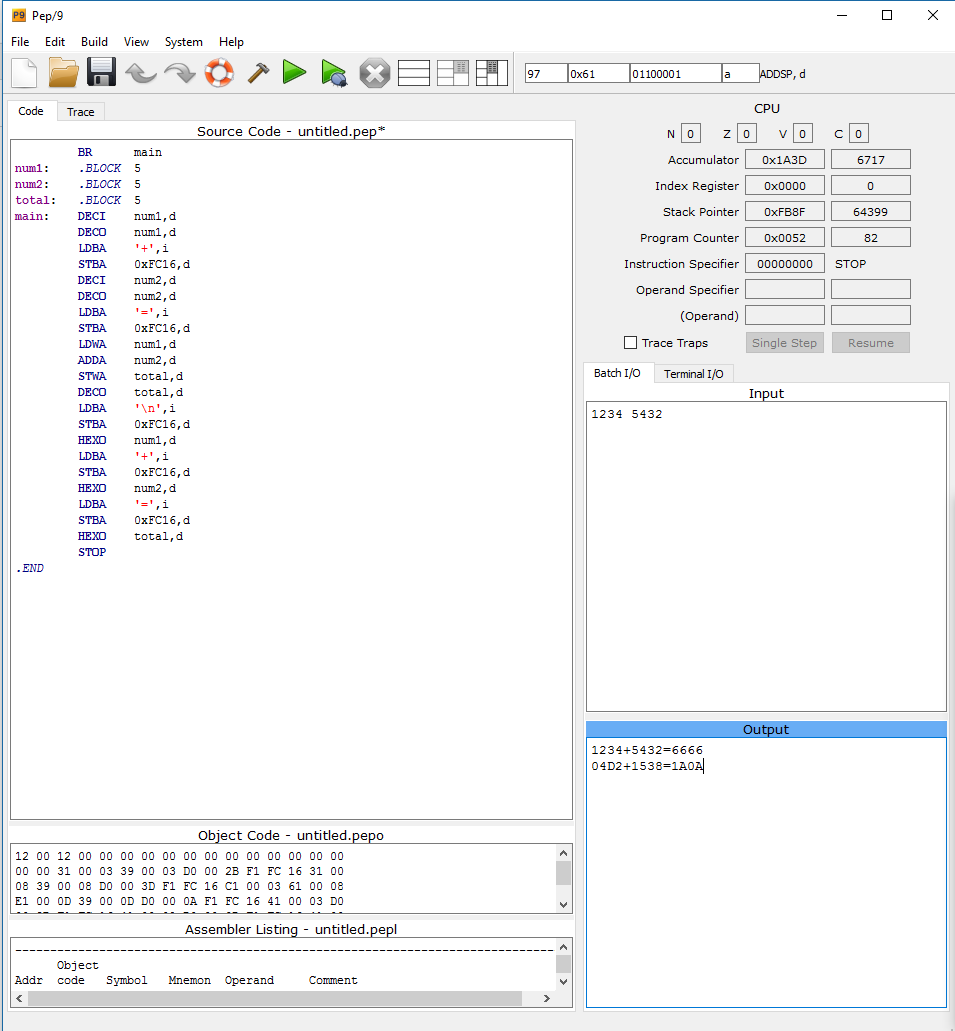 P9 Pep/9
File Edit Build View System Help
97 0x61 01100001 a ADDSP, d
Code Trace
Source Code - untitled.pep*
BR main
num1: .BLOCK 5
num2: .BLOCK 5
total: .BLOCK 5
main: DECI num1,d
DECO num1,d
LDBA '+',i
STBA 0xFC16,d
DECI num2,d
DECO num2,d
LDBA '=',i
STBA 0xFC16,d
LDWA num1,d
ADDA num2,d
STWA total,d
DECO total,d
LDBA '\n',i
STBA 0xFC16,d
HEXO num1,d
LDBA '+',i
STBA 0xFC16,d
HEXO num2,d
LDBA '=',i
STBA 0xFC16,d
HEXO total,d
STOP
.END
Object Code - untitled.pepo
12 00 12 00 00 00 00 00 00 00 00 00 00 00 00 00
00 00 31 00 03 39 00 03 D0 00 2B F1 FC 16 31 00
08 39 00 08 D0 00 3D F1 FC 16 C1 00 03 61 00 08
E1 00 0D 39 00 0D D0 00 0A F1 FC 16 41 00 03 D0
Assembler Listing - untitled.pepl
-------------------------------------------------------------------------------
Object
Addr code Symbol Mnemon Operand Comment
CPU
N 0 Z 0 V 0 C 0
Accumulator 0x1A3D 6717
Index Register 0x0000 0
Stack Pointer 0xFB8F 64399
Program Counter 0x0052 82
Instruction Specifier 00000000 STOP
Operand Specifier
(Operand)
Trace Traps Single Step Resume
Batch I/O Terminal I/O
Input
1234 5432
Output
1234+5432=6666
04D2+1538=1A0A